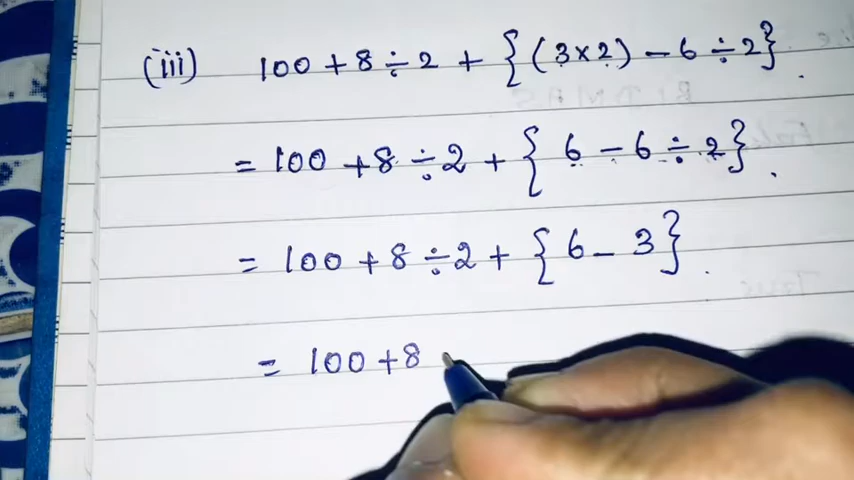 (iii) 100 + 8 ÷ 2 + { (3 × 2) − 6 ÷ 2 } .
= 100 + 8 ÷ 2 + { 6 − 6 ÷ 2 } .
= 100 + 8 ÷ 2 + { 6 − 3 } .
= 100 + 8